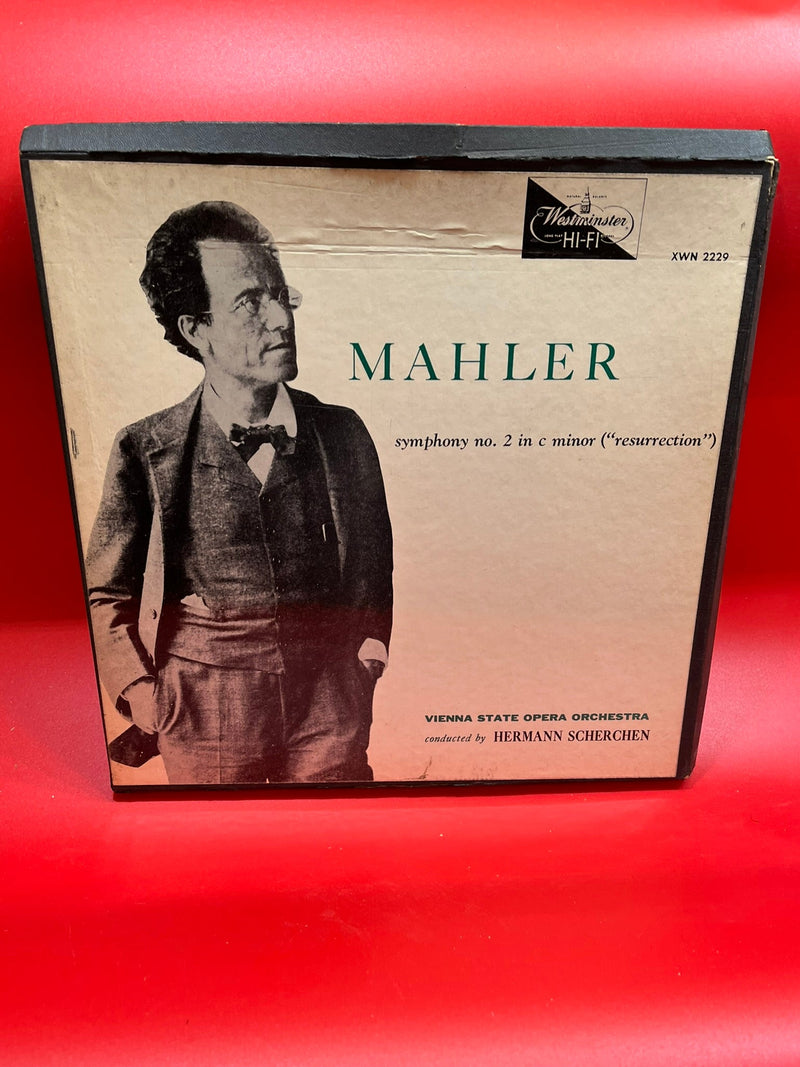 Westminster
HI-FI
XWN 2229
MAHLER
symphony no. 2 in c minor (“resurrection”)
VIENNA STATE OPERA ORCHESTRA
conducted by HERMANN SCHERCHEN